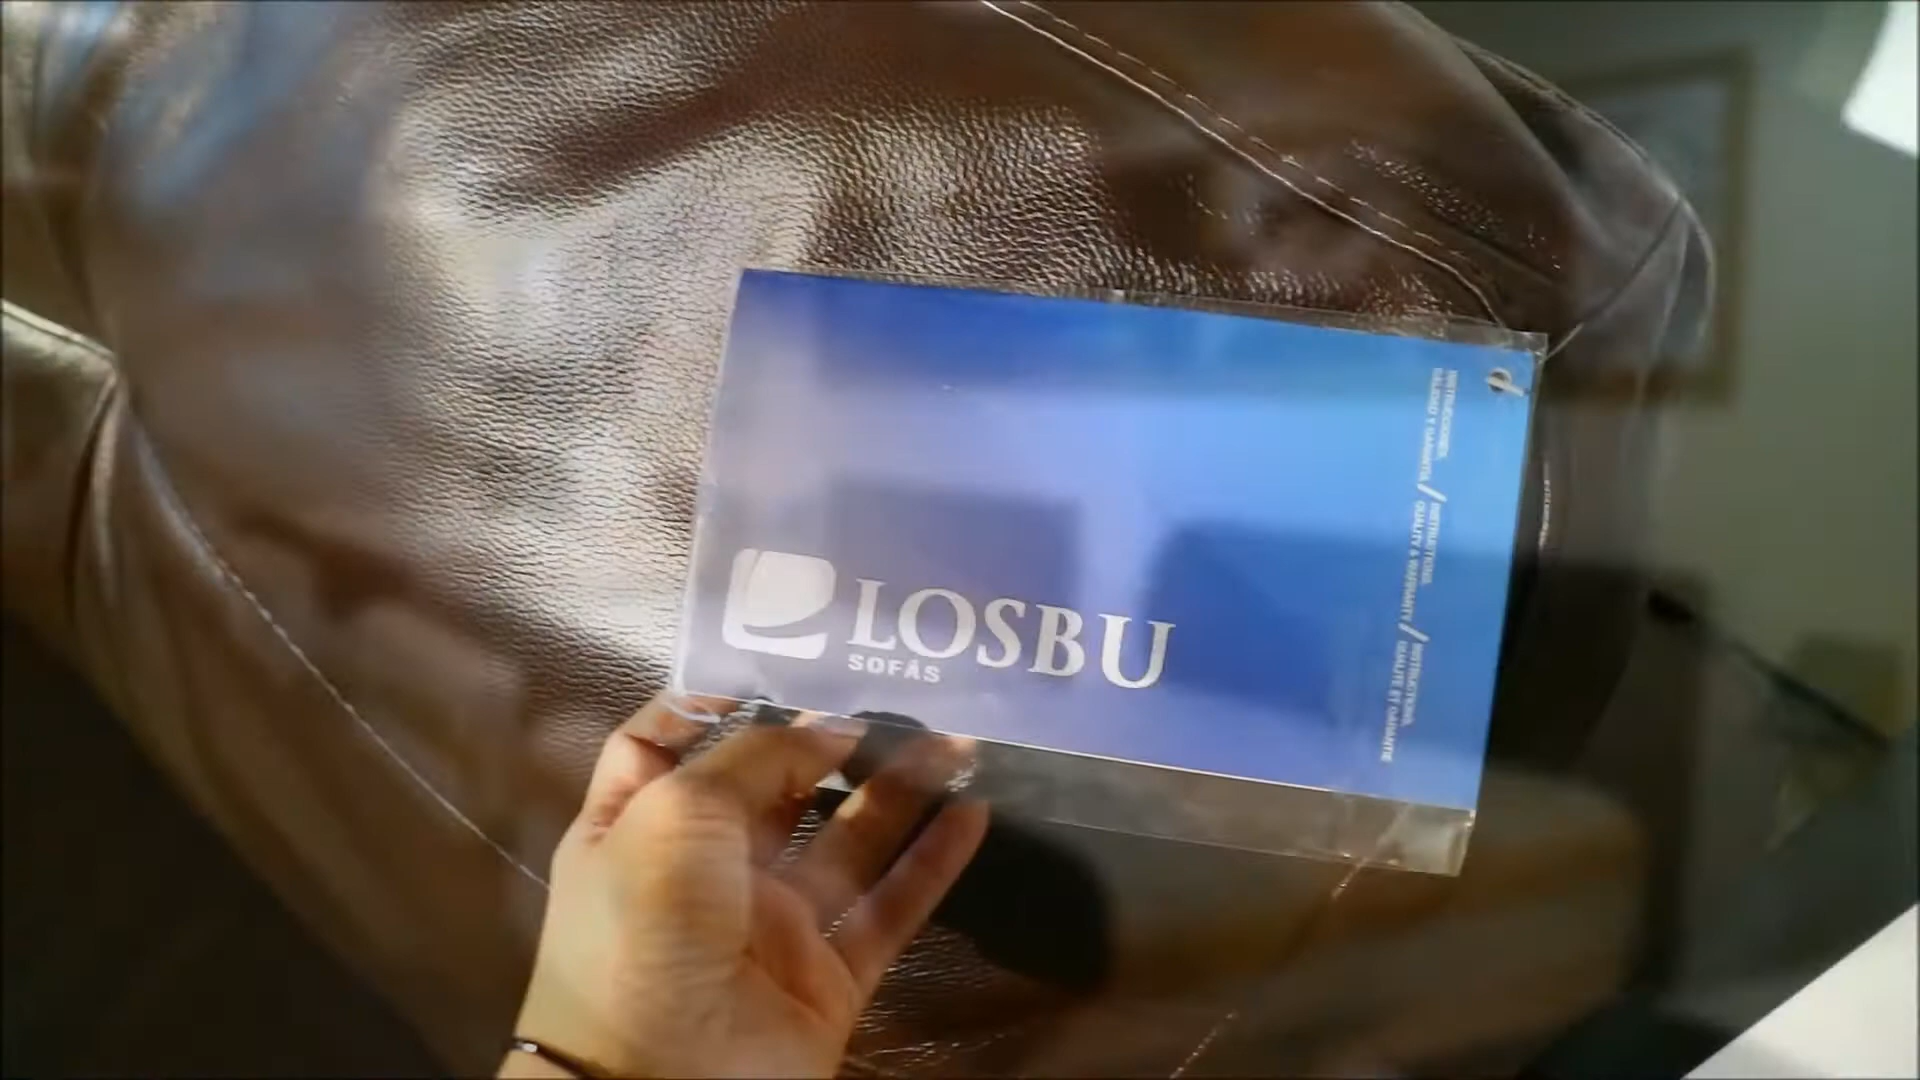 LOSBU
SOFÁS
INSTRUCCIONES,
CALIDAD Y GARANTÍA /
INSTRUCTIONS,
QUALITY & WARRANTY /
INSTRUCTIONS,
QUALITÉ ET GARANTIE